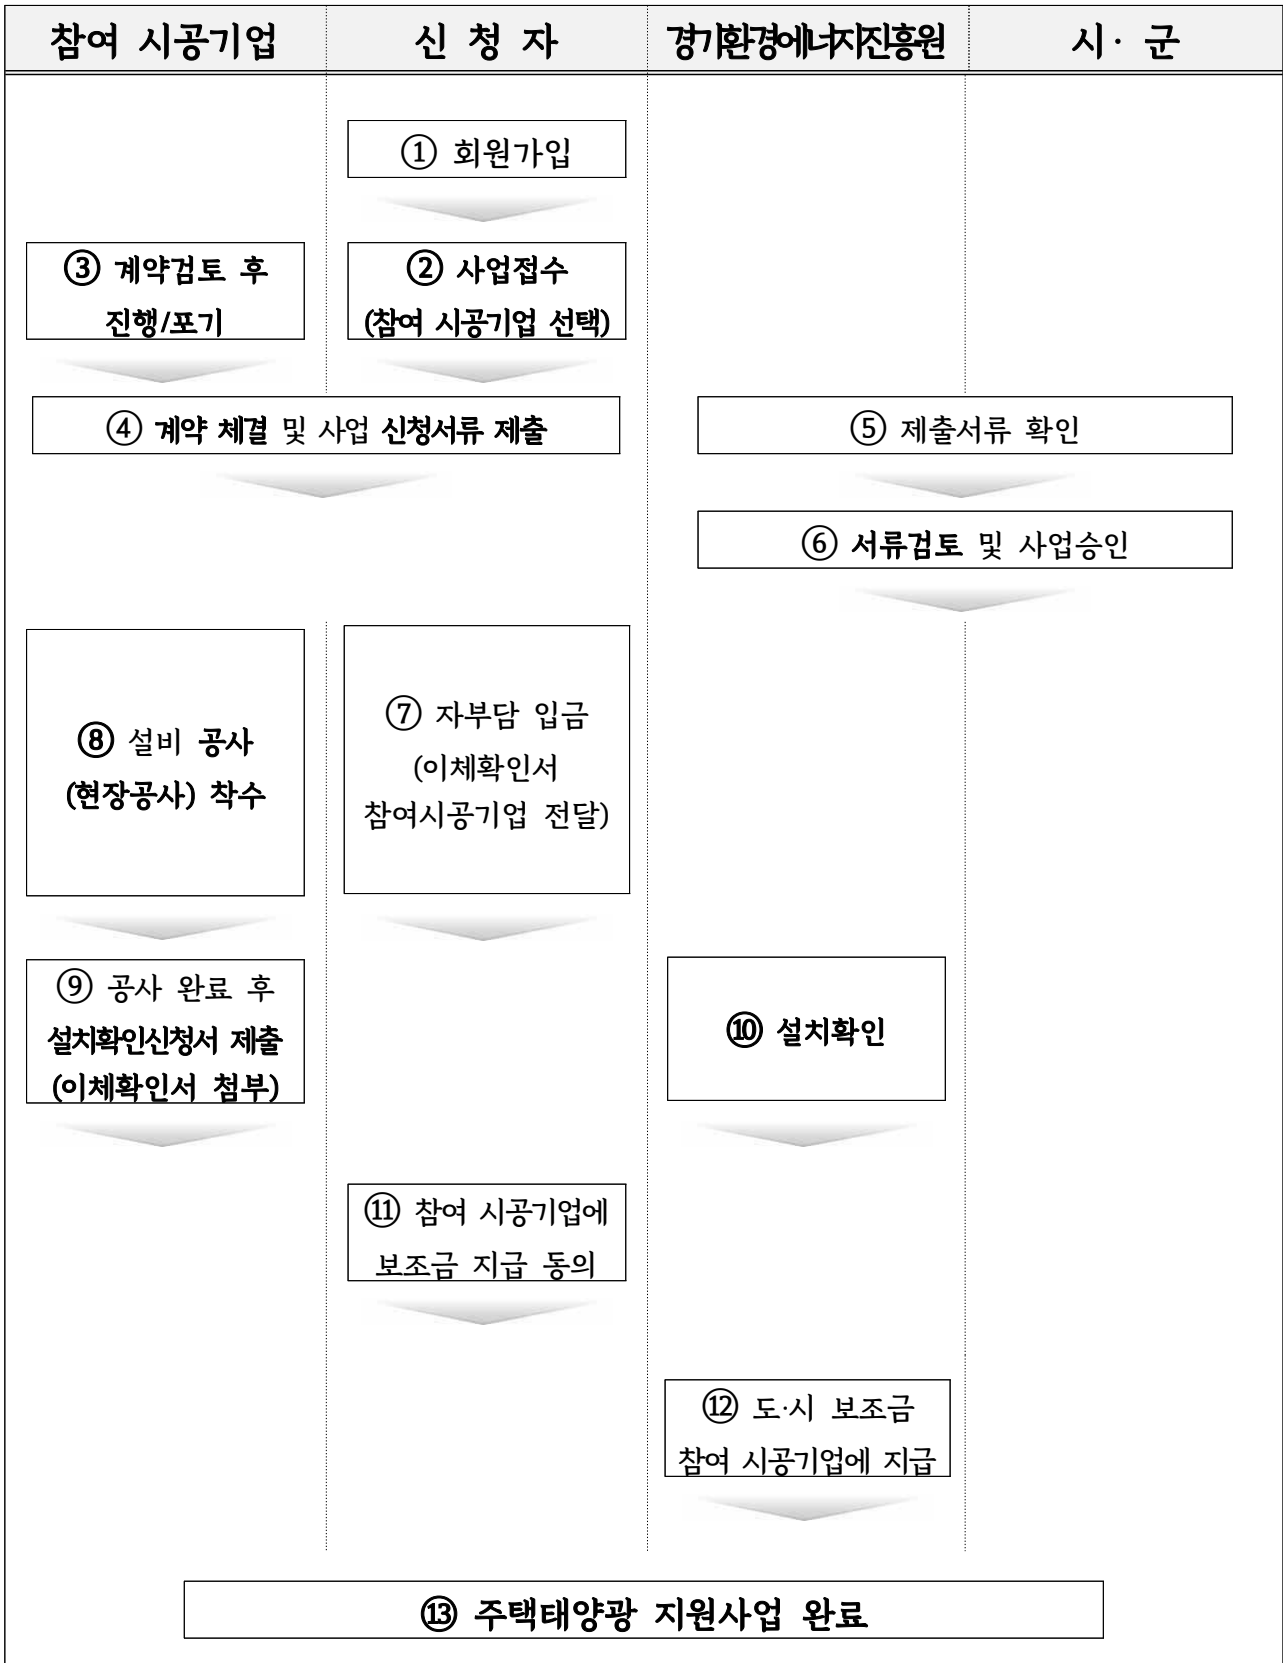 참여 시공기업
신 청 자
경기환경에너지진흥원
시· 군
① 회원가입
③ 계약검토 후
진행/포기
② 사업접수
(참여 시공기업 선택)
④ 계약 체결 및 사업 신청서류 제출
⑤ 제출서류 확인
⑥ 서류검토 및 사업승인
⑧ 설비 공사
(현장공사) 착수
⑦ 자부담 입금
(이체확인서
참여시공기업 전달)
⑨ 공사 완료 후
설치확인신청서 제출
(이체확인서 첨부)
⑩ 설치확인
⑪ 참여 시공기업에
보조금 지급 동의
⑫ 도·시 보조금
참여 시공기업에 지급
⑬ 주택태양광 지원사업 완료